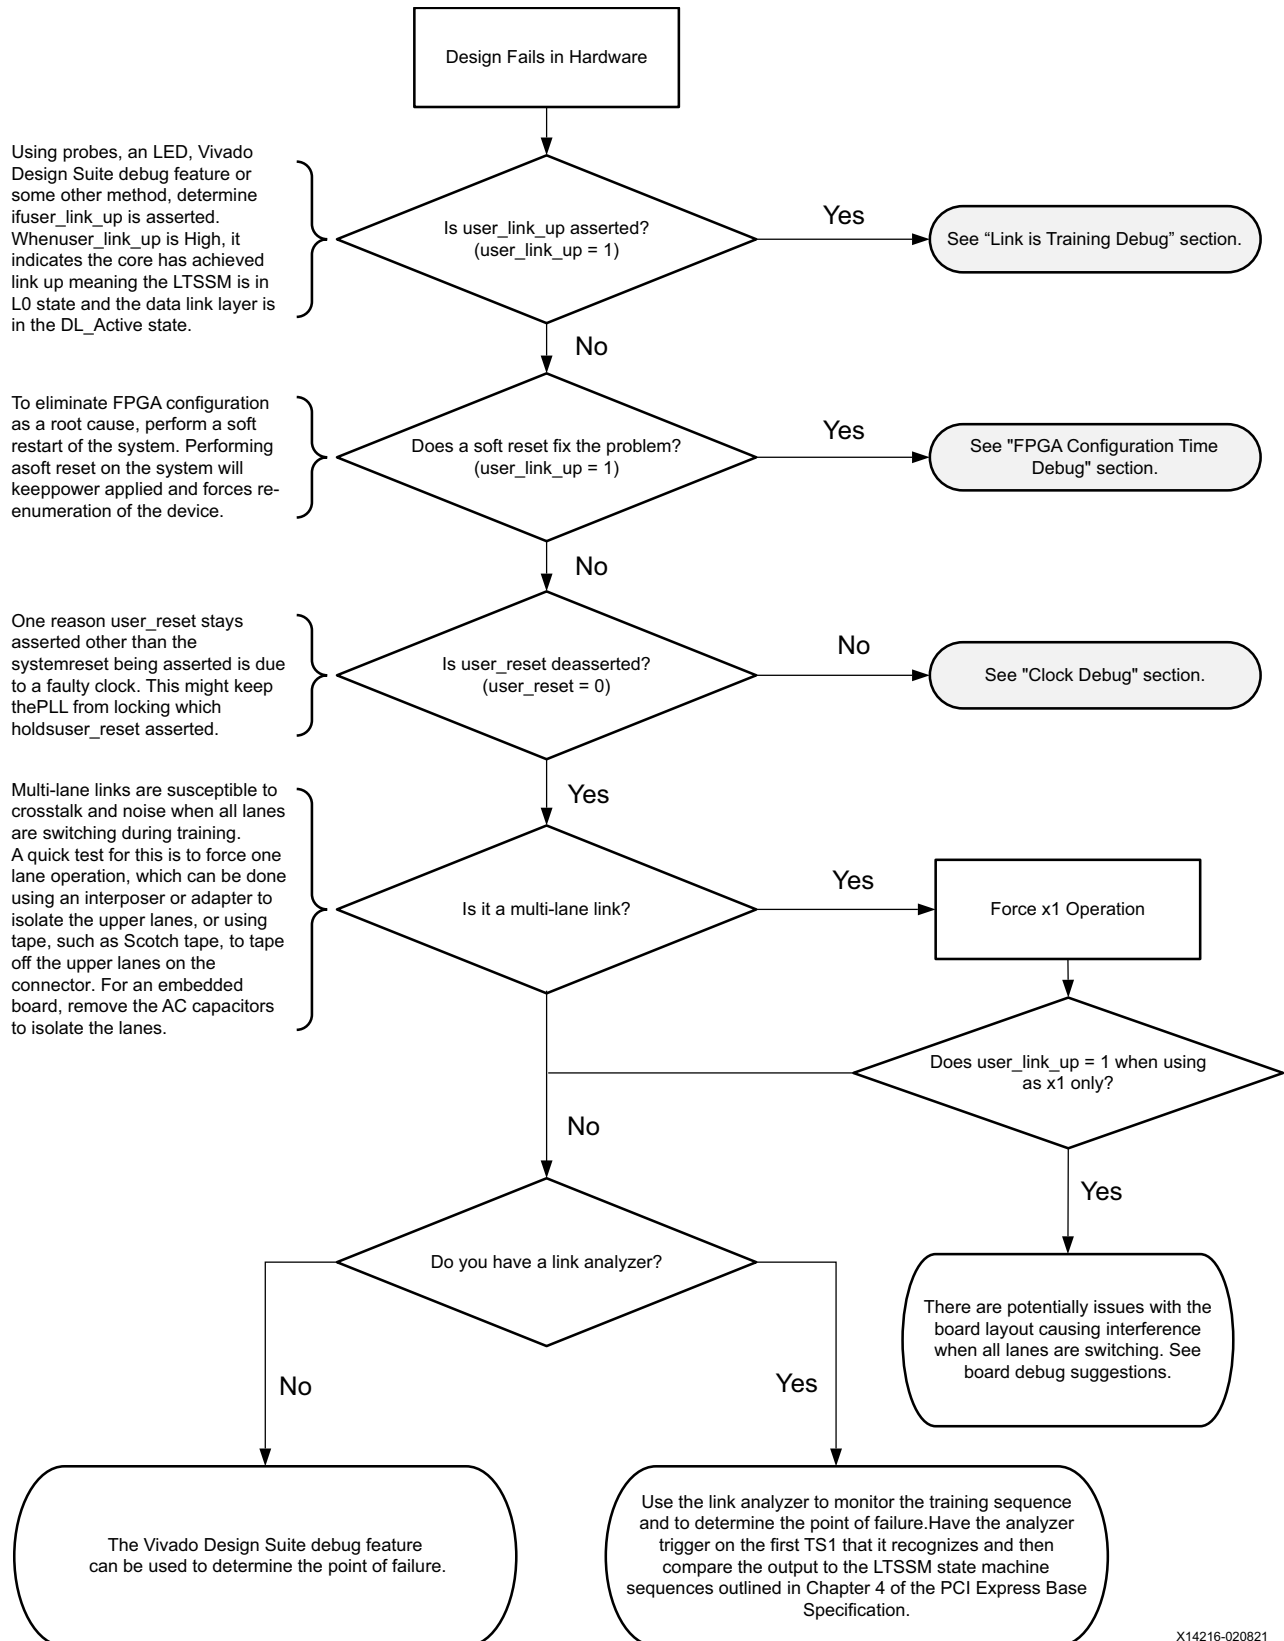 Design Fails in Hardware
Using probes, an LED, Vivado
Design Suite debug feature or
some other method, determine
ifuser_link_up is asserted.
Whenuser_link_up is High, it
indicates the core has achieved
link up meaning the LTSSM is in
L0 state and the data link layer is
in the DL_Active state.
Is user_link_up asserted?
(user_link_up = 1)
Yes
See “Link is Training Debug” section.
No
To eliminate FPGA configuration
as a root cause, perform a soft
restart of the system. Performing
asoft reset on the system will
keeppower applied and forces re-
enumeration of the device.
Does a soft reset fix the problem?
(user_link_up = 1)
Yes
See "FPGA Configuration Time
Debug" section.
No
One reason user_reset stays
asserted other than the
systemreset being asserted is due
to a faulty clock. This might keep
thePLL from locking which
holdsuser_reset asserted.
Is user_reset deasserted?
(user_reset = 0)
No
See "Clock Debug" section.
Yes
Multi-lane links are susceptible to
crosstalk and noise when all lanes
are switching during training.
A quick test for this is to force one
lane operation, which can be done
using an interposer or adapter to
isolate the upper lanes, or using
tape, such as Scotch tape, to tape
off the upper lanes on the
connector. For an embedded
board, remove the AC capacitors
to isolate the lanes.
Is it a multi-lane link?
Yes
Force x1 Operation
Does user_link_up = 1 when using
as x1 only?
No
Yes
Do you have a link analyzer?
There are potentially issues with the
board layout causing interference
when all lanes are switching. See
board debug suggestions.
No
Yes
The Vivado Design Suite debug feature
can be used to determine the point of failure.
Use the link analyzer to monitor the training sequence
and to determine the point of failure.Have the analyzer
trigger on the first TS1 that it recognizes and then
compare the output to the LTSSM state machine
sequences outlined in Chapter 4 of the PCI Express Base
Specification.
X14216-020821